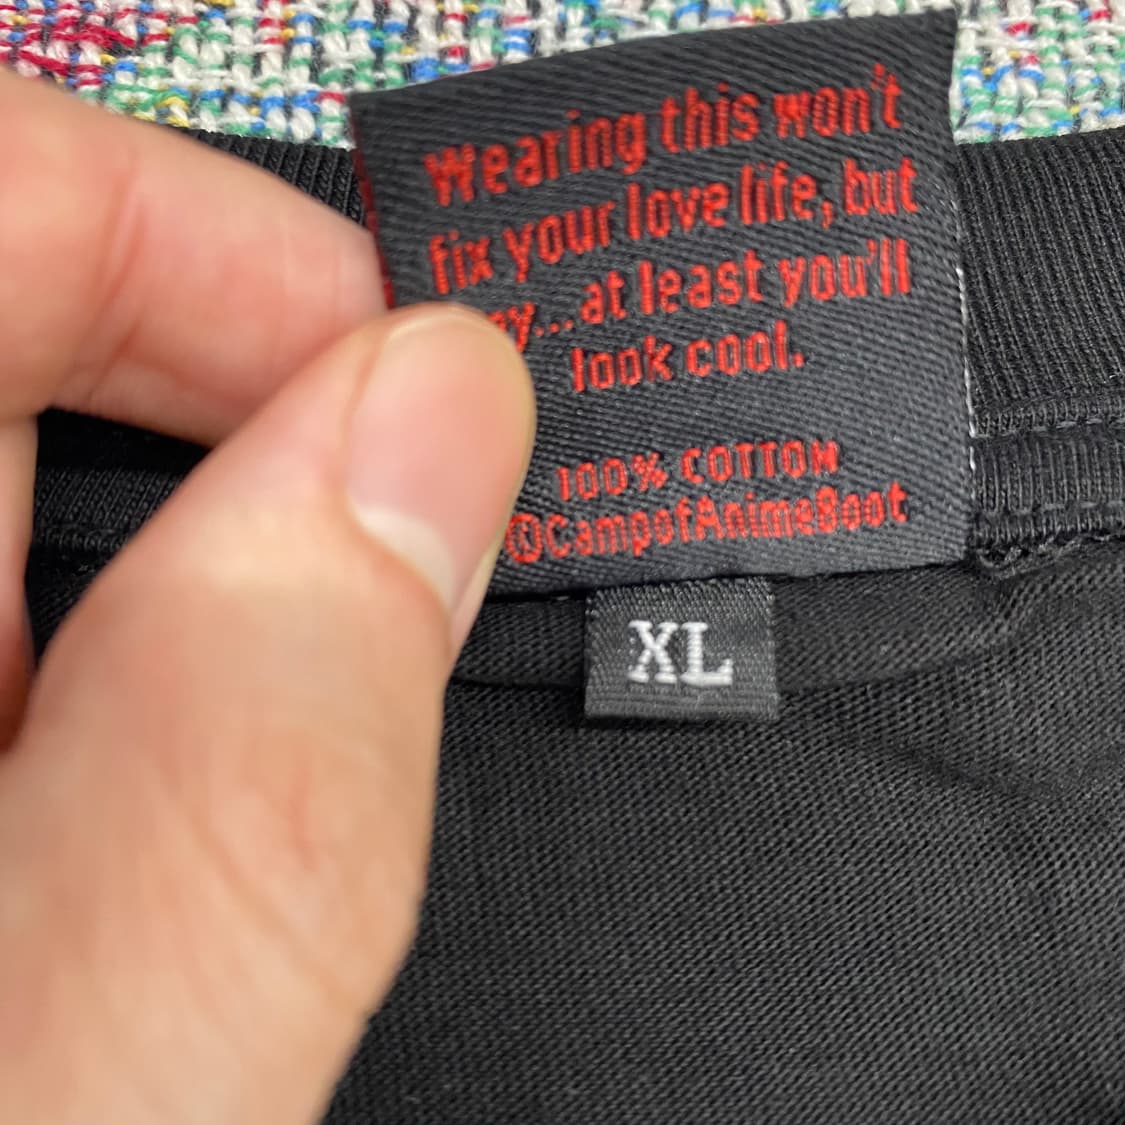 Wearing this won't
fix your love life, but
at least you'll
look cool.
100% COTTON
@CampofAnimeBoot
XL